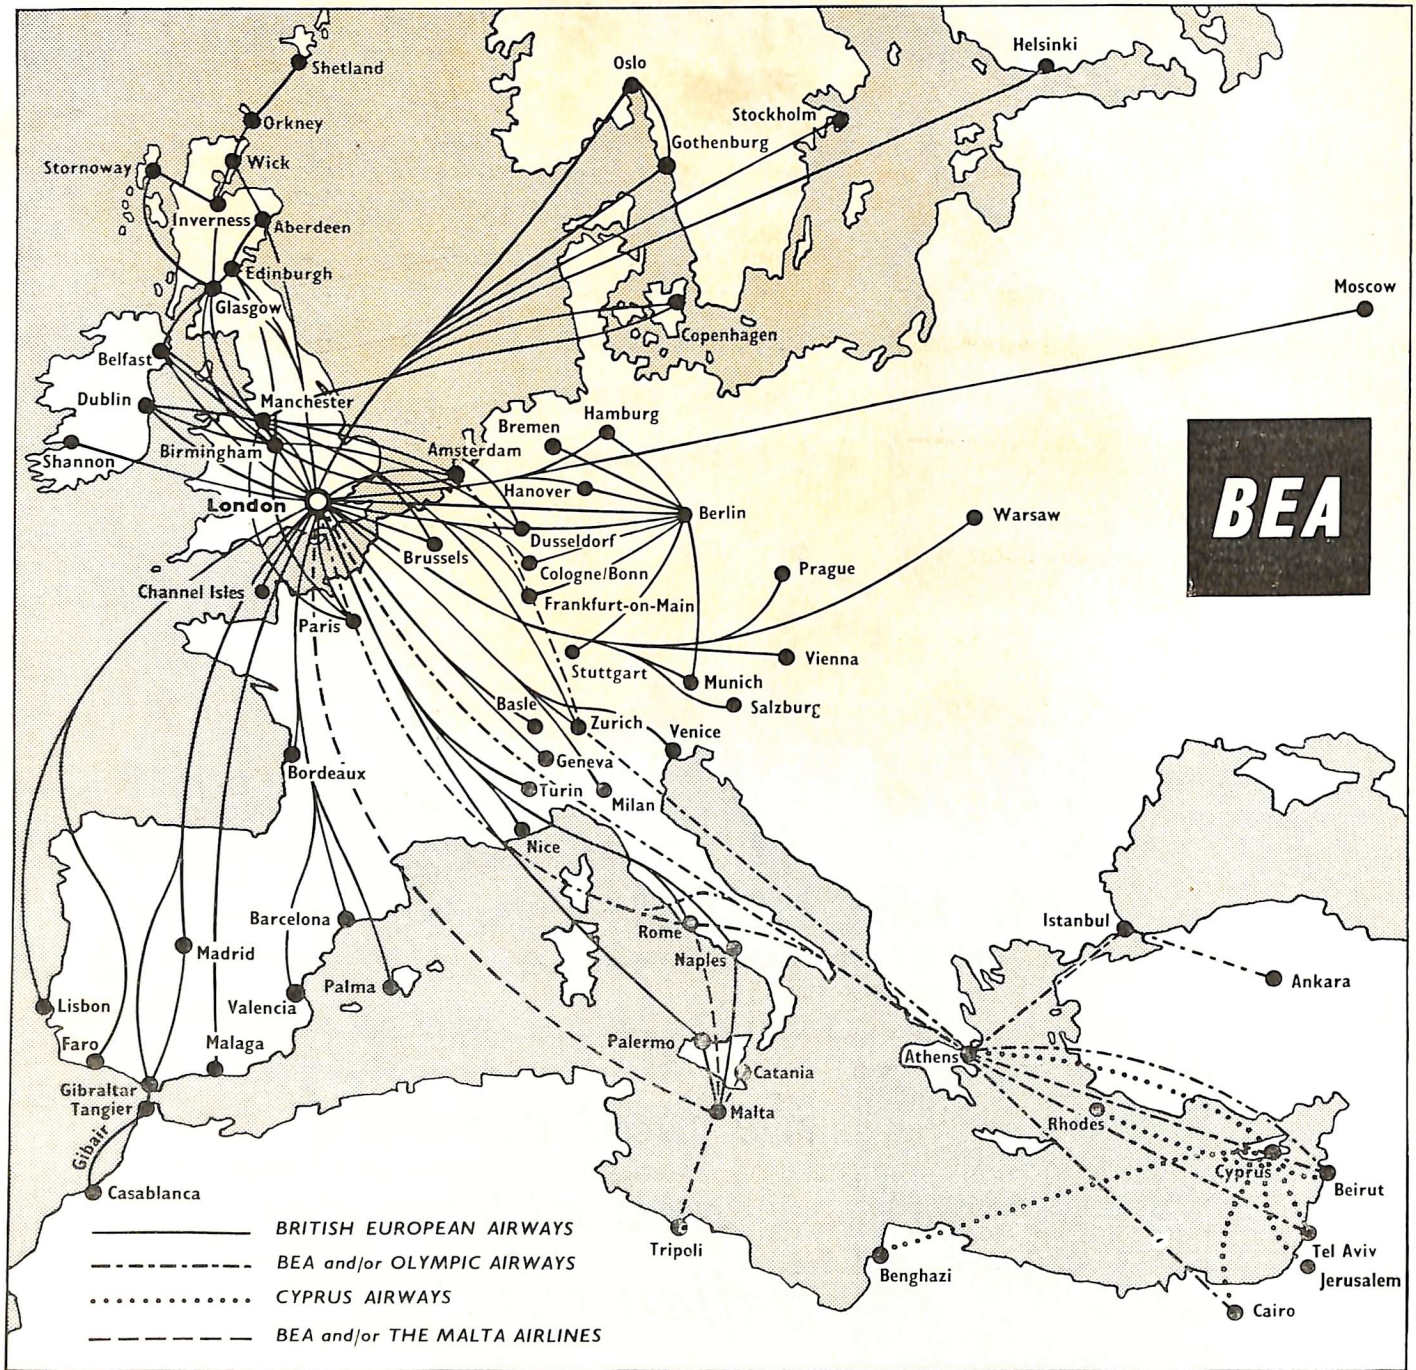 Helsinki
Oslo
Shetland
Stockholm
Orkney
Gothenburg
Wick
Stornoway
Inverness
Aberdeen
Edinburgh
Moscow
Glasgow
Copenhagen
Belfast
Dublin
Manchester
Hamburg
Bremen
Amsterdam
Birmingham
Shannon
Hanover
London
BEA
Berlin
Warsaw
Dusseldorf
Brussels
Prague
Cologne/Bonn
Channel Isles
Frankfurt-on-Main
Paris
Vienna
Stuttgart
Munich
Basle
Salzburg
Zurich
Venice
Geneva
Bordeaux
Turin
Milan
Nice
Barcelona
Istanbul
Rome
Madrid
Naples
Ankara
Palma
Lisbon
Valencia
Faro
Malaga
Palermo
Athens
Catania
Gibraltar
Tangier
Malta
Rhodes
Gibair
Cyprus
Beirut
Casablanca
BRITISH EUROPEAN AIRWAYS
Tripoli
Tel Aviv
BEA and/or OLYMPIC AIRWAYS
Benghazi
Jerusalem
CYPRUS AIRWAYS
Cairo
BEA and/or THE MALTA AIRLINES